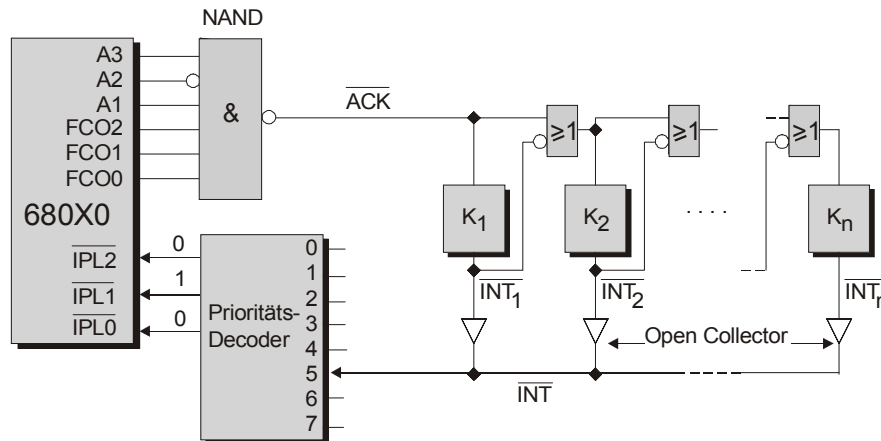 NAND
A3
A2
A1
FCO2
FCO1
FCO0
680X0
&
ACK
≥1
≥1
≥1
K1
K2
. . . .
Kn
IPL2
IPL1
IPL0
0
1
0
Prioritäts-
Decoder
0
1
2
3
4
5
6
7
INT1
INT2
INTn
Open Collector
INT